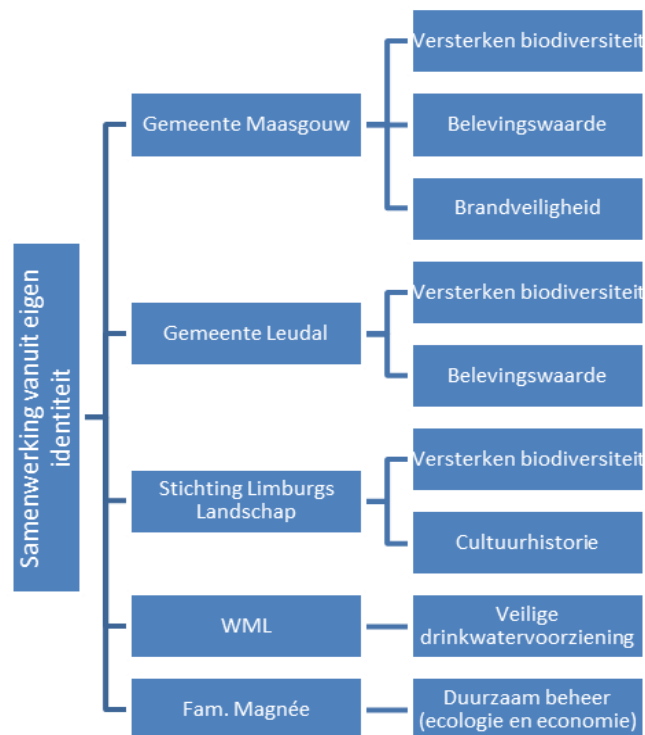 Samenwerking vanuit eigen
identiteit
Gemeente Maasgouw
Versterken biodiversiteit
Belevingswaarde
Brandveiligheid
Gemeente Leudal
Versterken biodiversiteit
Belevingswaarde
Stichting Limburgs
Landschap
Versterken biodiversiteit
Cultuurhistorie
WML
Veilige
drinkwatervoorziening
Fam. Magnée
Duurzaam beheer
(ecologie en economie)